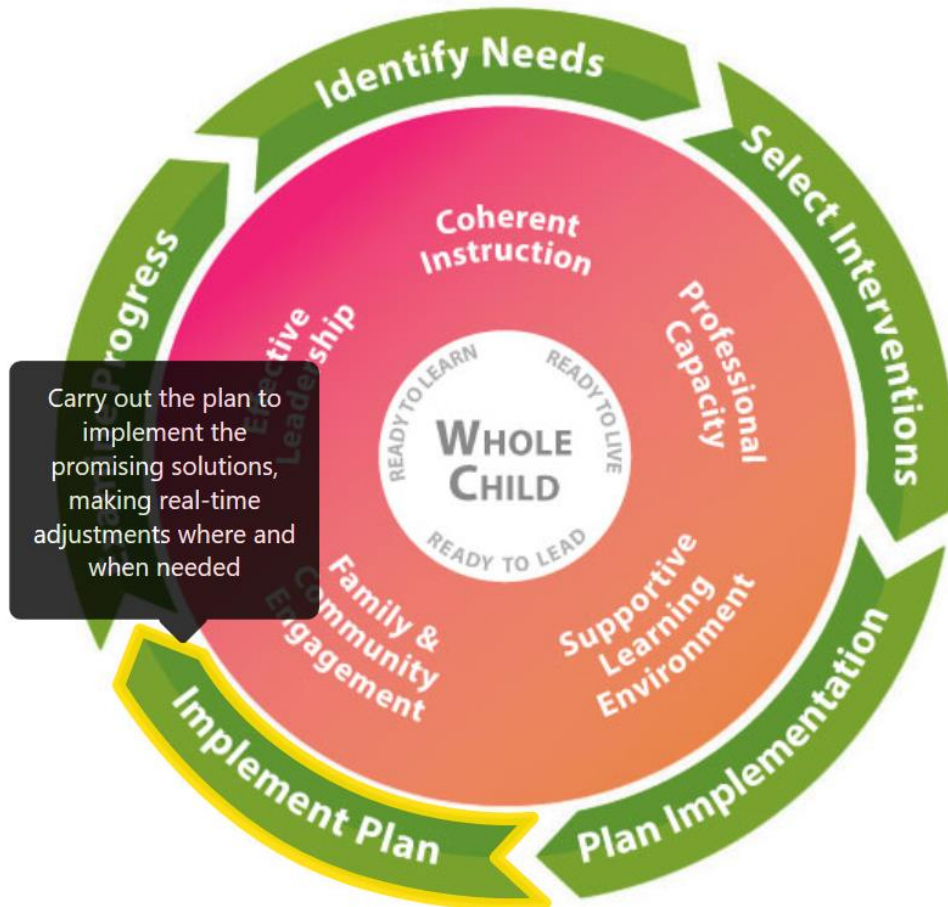 Identify Needs
Select Interventions
Plan Implementation
Implement Plan
Progress
Coherent
Instruction
Professional
Capacity
Supportive
Learning
Environment
Family &
Community
Engagement
Effective
Leadership
READY TO LEARN
READY TO LIVE
READY TO LEAD
WHOLE
CHILD
Carry out the plan to
implement the
promising solutions,
making real-time
adjustments where and
when needed